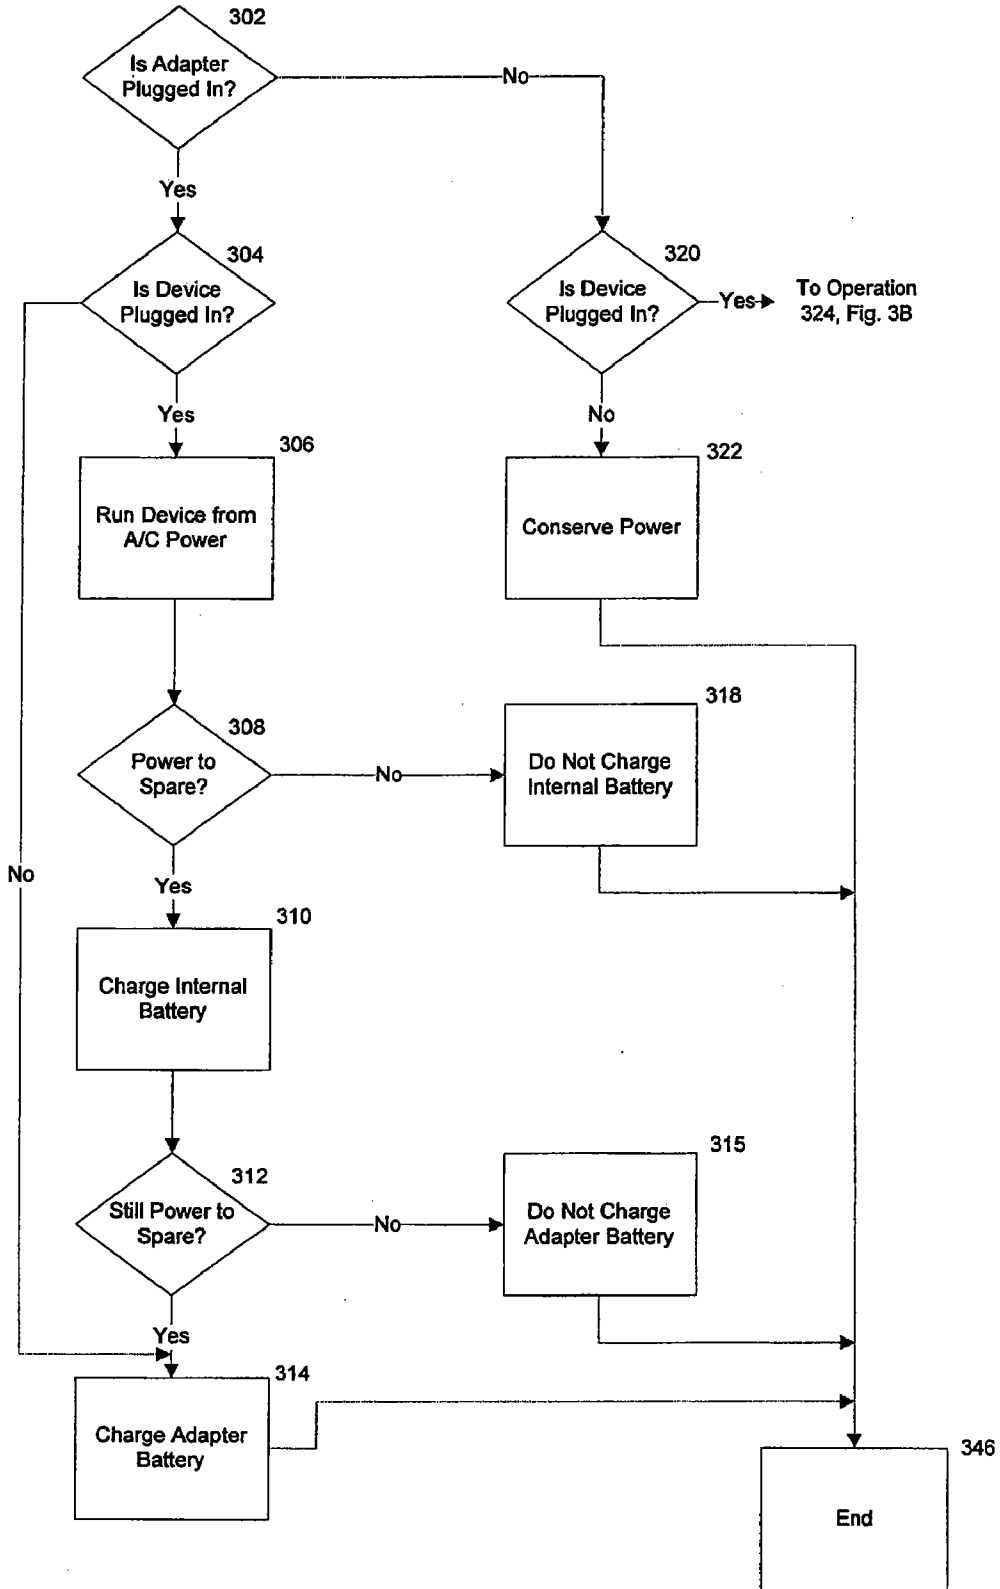 302
Is Adapter
Plugged In?
No
Yes
304
Is Device
Plugged In?
320
Is Device
Plugged In?
Yes
To Operation
324, Fig. 3B
Yes
No
306
Run Device from
A/C Power
322
Conserve Power
308
Power to
Spare?
No
318
Do Not Charge
Internal Battery
No
Yes
310
Charge Internal
Battery
312
Still Power to
Spare?
No
315
Do Not Charge
Adapter Battery
Yes
314
Charge Adapter
Battery
346
End